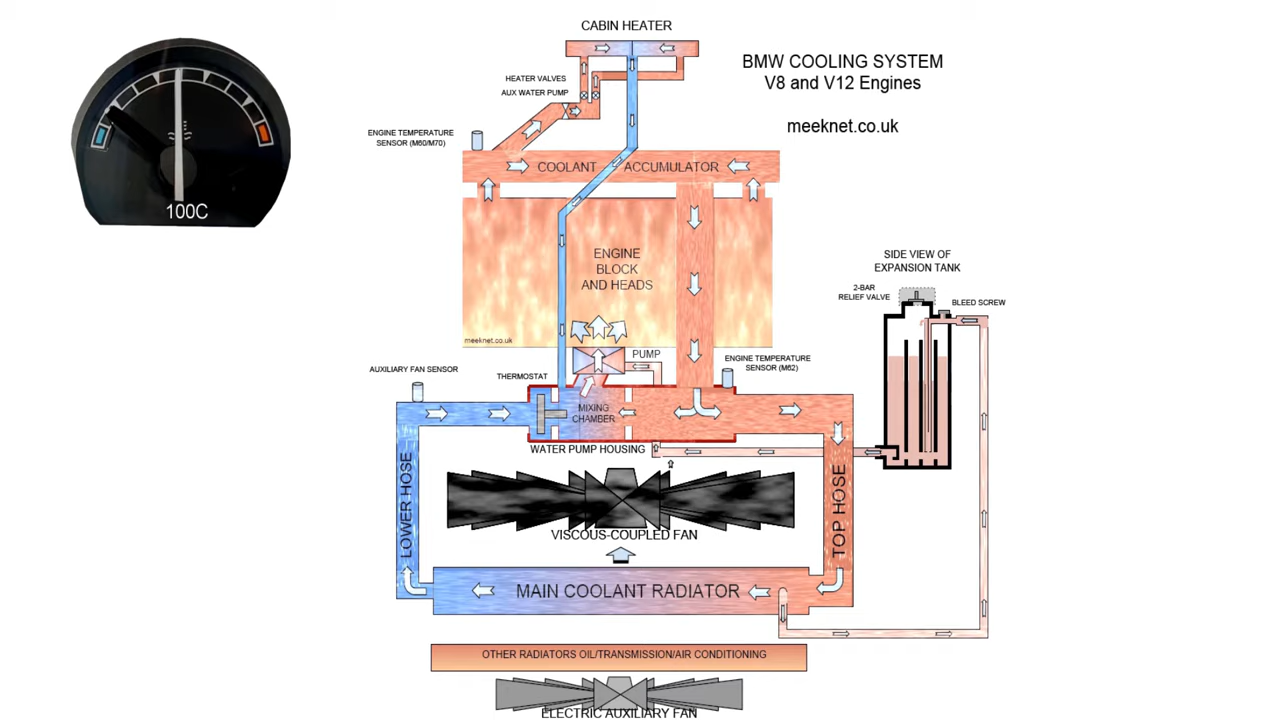 CABIN HEATER
BMW COOLING SYSTEM
V8 and V12 Engines
meeknet.co.uk
HEATER VALVES
AUX WATER PUMP
ENGINE TEMPERATURE
SENSOR (M60/M70)
COOLANT ACCUMULATOR
100C
ENGINE
BLOCK
AND HEADS
SIDE VIEW OF
EXPANSION TANK
2-BAR
RELIEF VALVE
BLEED SCREW
meeknet.co.uk
PUMP
ENGINE TEMPERATURE
SENSOR (M62)
AUXILIARY FAN SENSOR
THERMOSTAT
MIXING
CHAMBER
WATER PUMP HOUSING
LOWER HOSE
TOP HOSE
VISCOUS-COUPLED FAN
MAIN COOLANT RADIATOR
OTHER RADIATORS OIL/TRANSMISSION/AIR CONDITIONING
ELECTRIC AUXILIARY FAN